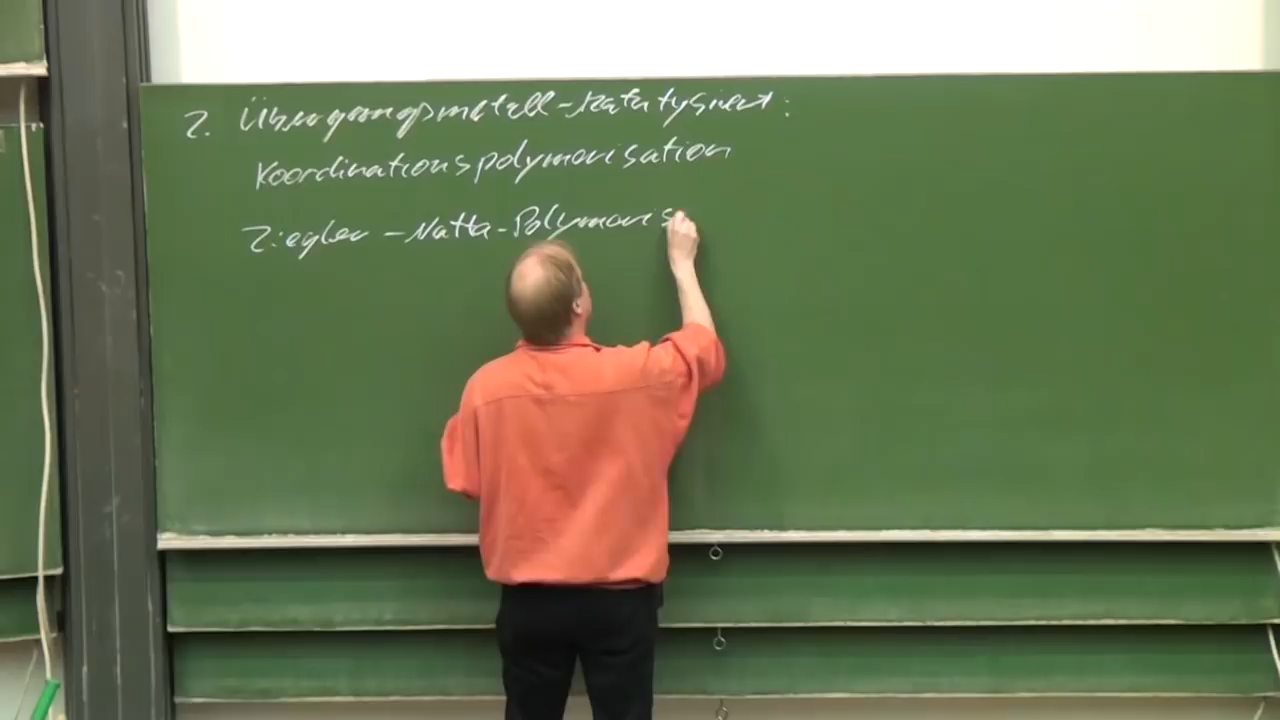 2. Übergangsmetall-katalysiert:
Koordinationspolymerisation
Ziegler-Natta-Polymeris